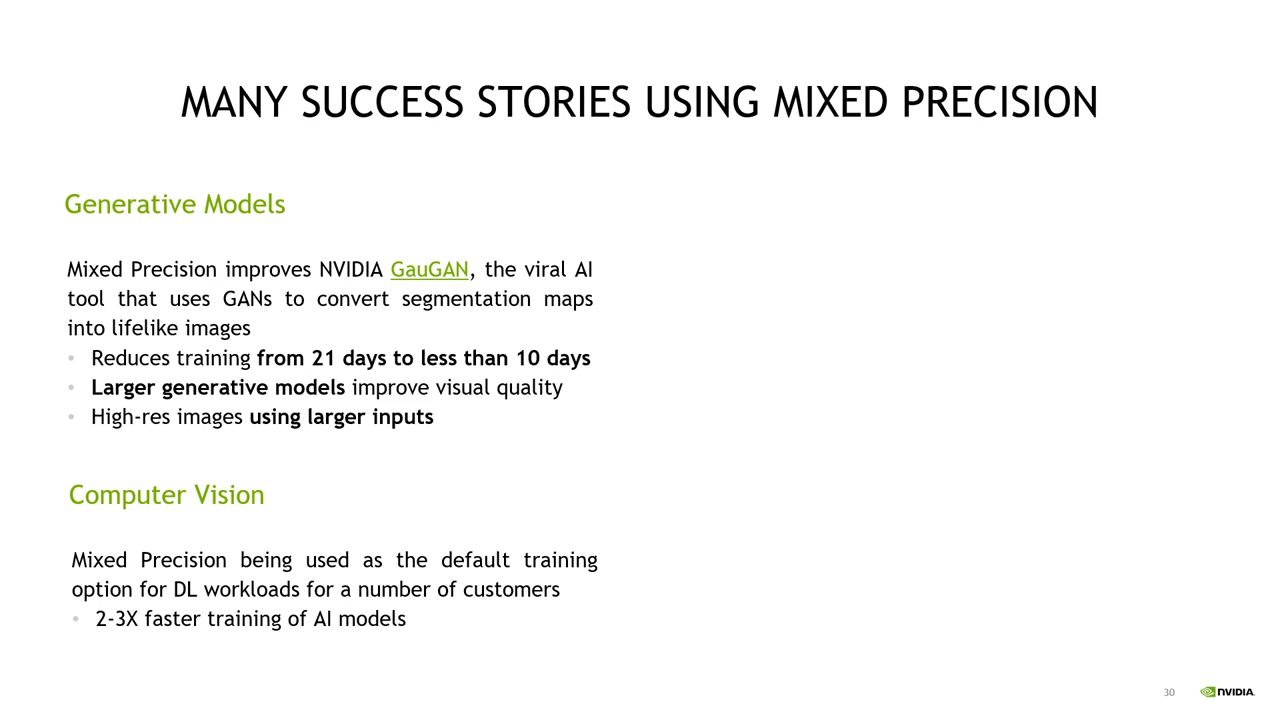 MANY SUCCESS STORIES USING MIXED PRECISION
Generative Models
Mixed Precision improves NVIDIA GauGAN, the viral AI
tool that uses GANs to convert segmentation maps
into lifelike images
• Reduces training from 21 days to less than 10 days
• Larger generative models improve visual quality
• High-res images using larger inputs
Computer Vision
Mixed Precision being used as the default training
option for DL workloads for a number of customers
• 2-3X faster training of AI models
30 NVIDIA.